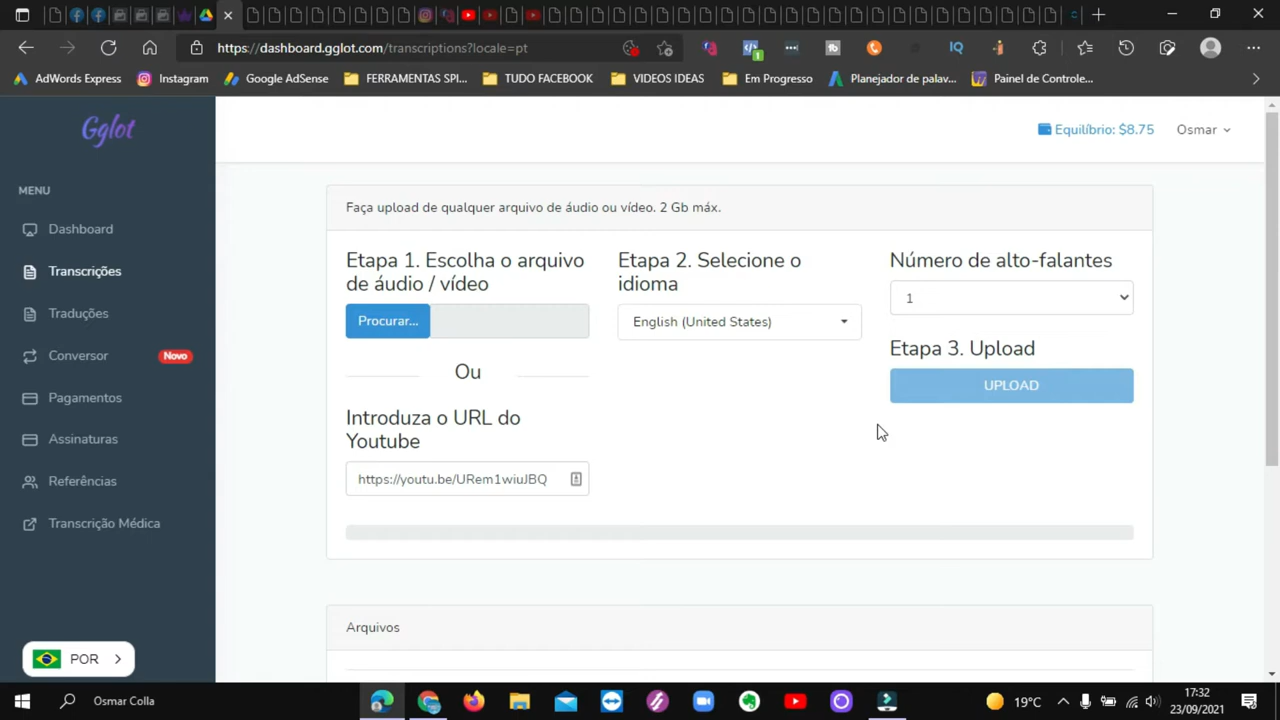 https://dashboard.gglot.com/transcriptions?locale=pt
1
IQ
AdWords Express
Instagram
Google AdSense
FERRAMENTAS SPI...
TUDO FACEBOOK
VIDEOS IDEAS
Em Progresso
Planejador de palav...
Painel de Controle...
Gglot
Equilíbrio: $8.75
Osmar
MENU
Dashboard
Transcrições
Traduções
Conversor
Novo
Pagamentos
Assinaturas
Referências
Transcrição Médica
POR
Faça upload de qualquer arquivo de áudio ou vídeo. 2 Gb máx.
Etapa 1. Escolha o arquivo
de áudio / vídeo
Procurar...
Ou
Introduza o URL do
Youtube
https://youtu.be/URem1wiuJBQ
Etapa 2. Selecione o
idioma
English (United States)
Número de alto-falantes
1
Etapa 3. Upload
UPLOAD
Arquivos
Osmar Colla
19°C
17:32
23/09/2021